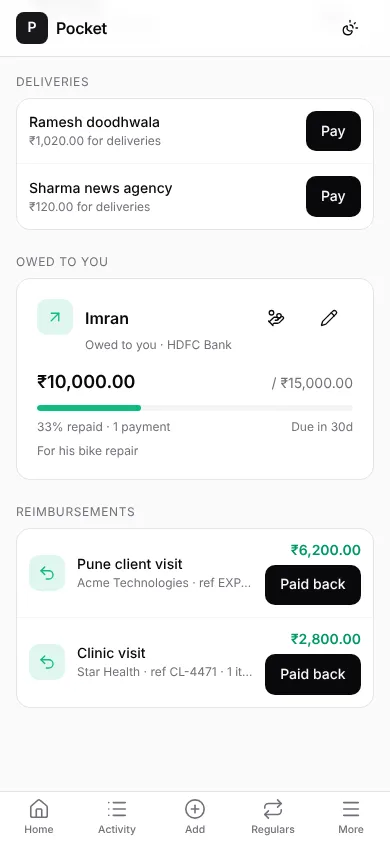 P Pocket
DELIVERIES
Ramesh doodhwala
₹1,020.00 for deliveries
Pay
Sharma news agency
₹120.00 for deliveries
Pay
OWED TO YOU
Imran
Owed to you · HDFC Bank
₹10,000.00 / ₹15,000.00
33% repaid · 1 payment Due in 30d
For his bike repair
REIMBURSEMENTS
₹6,200.00
Pune client visit
Acme Technologies · ref EXP...
Paid back
₹2,800.00
Clinic visit
Star Health · ref CL-4471 · 1 it...
Paid back
Home Activity Add Regulars More